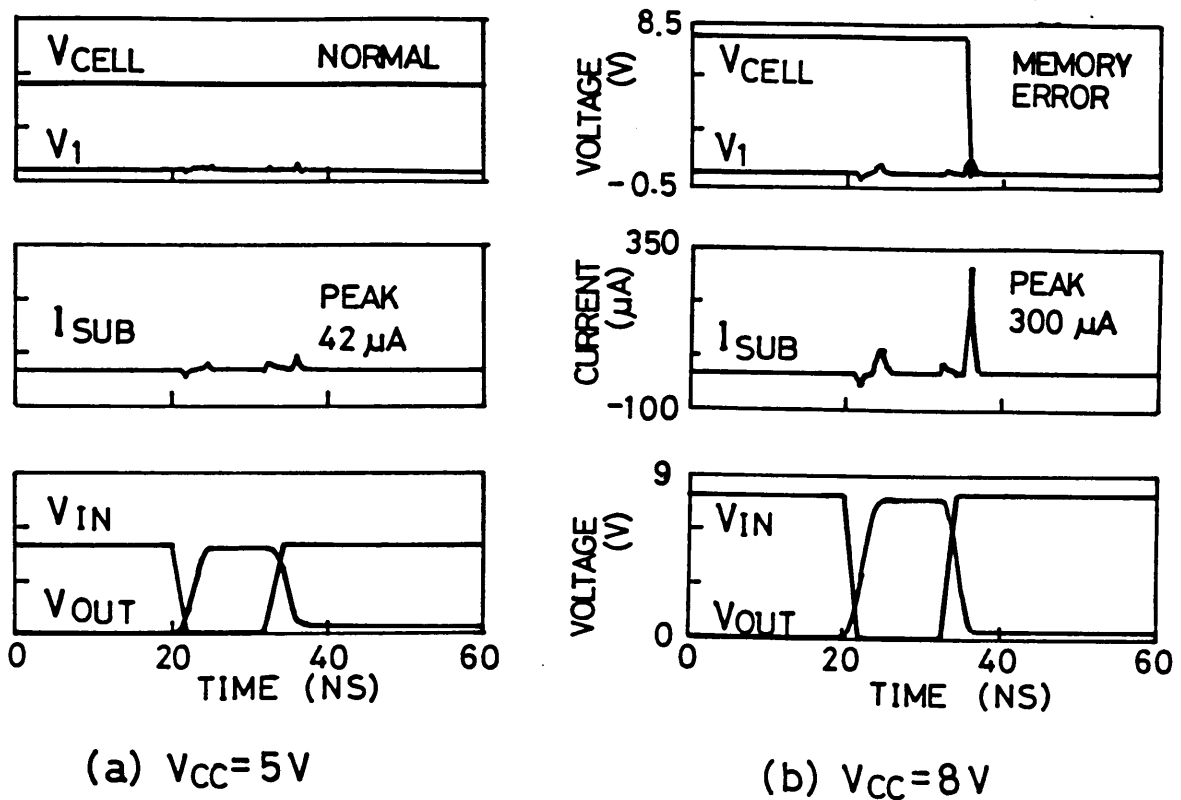 VCELL NORMAL
V1
ISUB PEAK
42 μA
VIN
VOUT
0 20 40 60
TIME (NS)
(a) VCC=5V
8.5
VOLTAGE (V)
VCELL MEMORY
ERROR
V1
-0.5
350
CURRENT (μA)
PEAK
300 μA
ISUB
-100
9
VOLTAGE (V)
VIN
VOUT
0
0 20 40 60
TIME (NS)
(b) VCC=8V